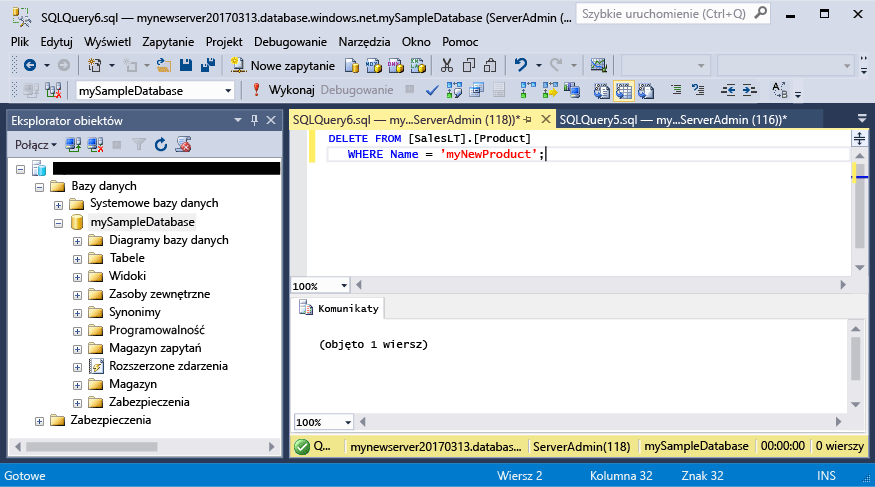 SQLQuery6.sql — mynewserver20170313.database.windows.net.mySampleDatabase (ServerAdmin (...
Szybkie uruchomienie (Ctrl+Q)
Plik Edytuj Wyświetl Zapytanie Projekt Debugowanie Narzędzia Okno Pomoc
Nowe zapytanie
mySampleDatabase
Wykonaj Debugowanie
Eksplorator obiektów
Połącz
Bazy danych
Systemowe bazy danych
mySampleDatabase
Diagramy bazy danych
Tabele
Widoki
Zasoby zewnętrzne
Synonimy
Programowalność
Magazyn zapytań
Rozszerzone zdarzenia
Magazyn
Zabezpieczenia
Zabezpieczenia
SQLQuery6.sql — my...ServerAdmin (118))* SQLQuery5.sql — my...ServerAdmin (116))*
DELETE FROM [SalesLT].[Product]
WHERE Name = 'myNewProduct';
100%
Komunikaty
(objęto 1 wiersz)
100%
Q... mynewserver20170313.databas... ServerAdmin(118) mySampleDatabase 00:00:00 0 wierszy
Gotowe Wiersz 2 Kolumna 32 Znak 32 INS